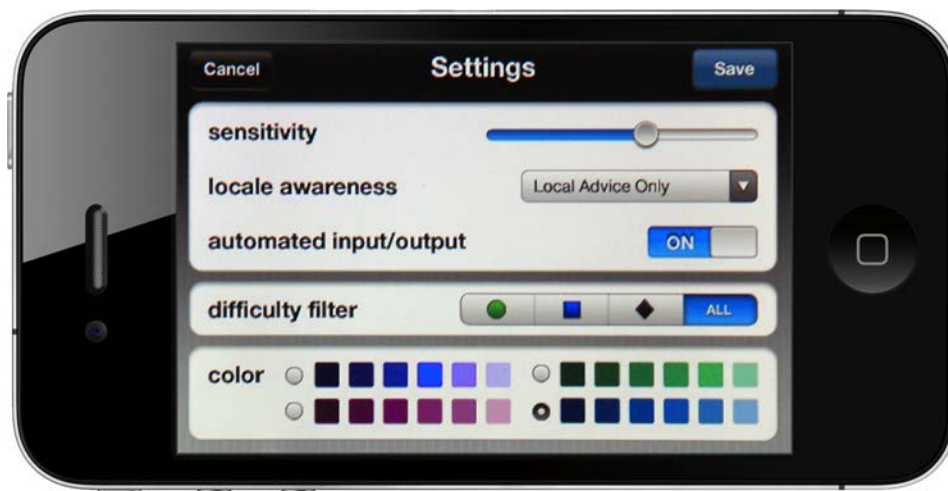 Cancel Settings Save
sensitivity
locale awareness Local Advice Only
automated input/output ON
difficulty filter ALL
color